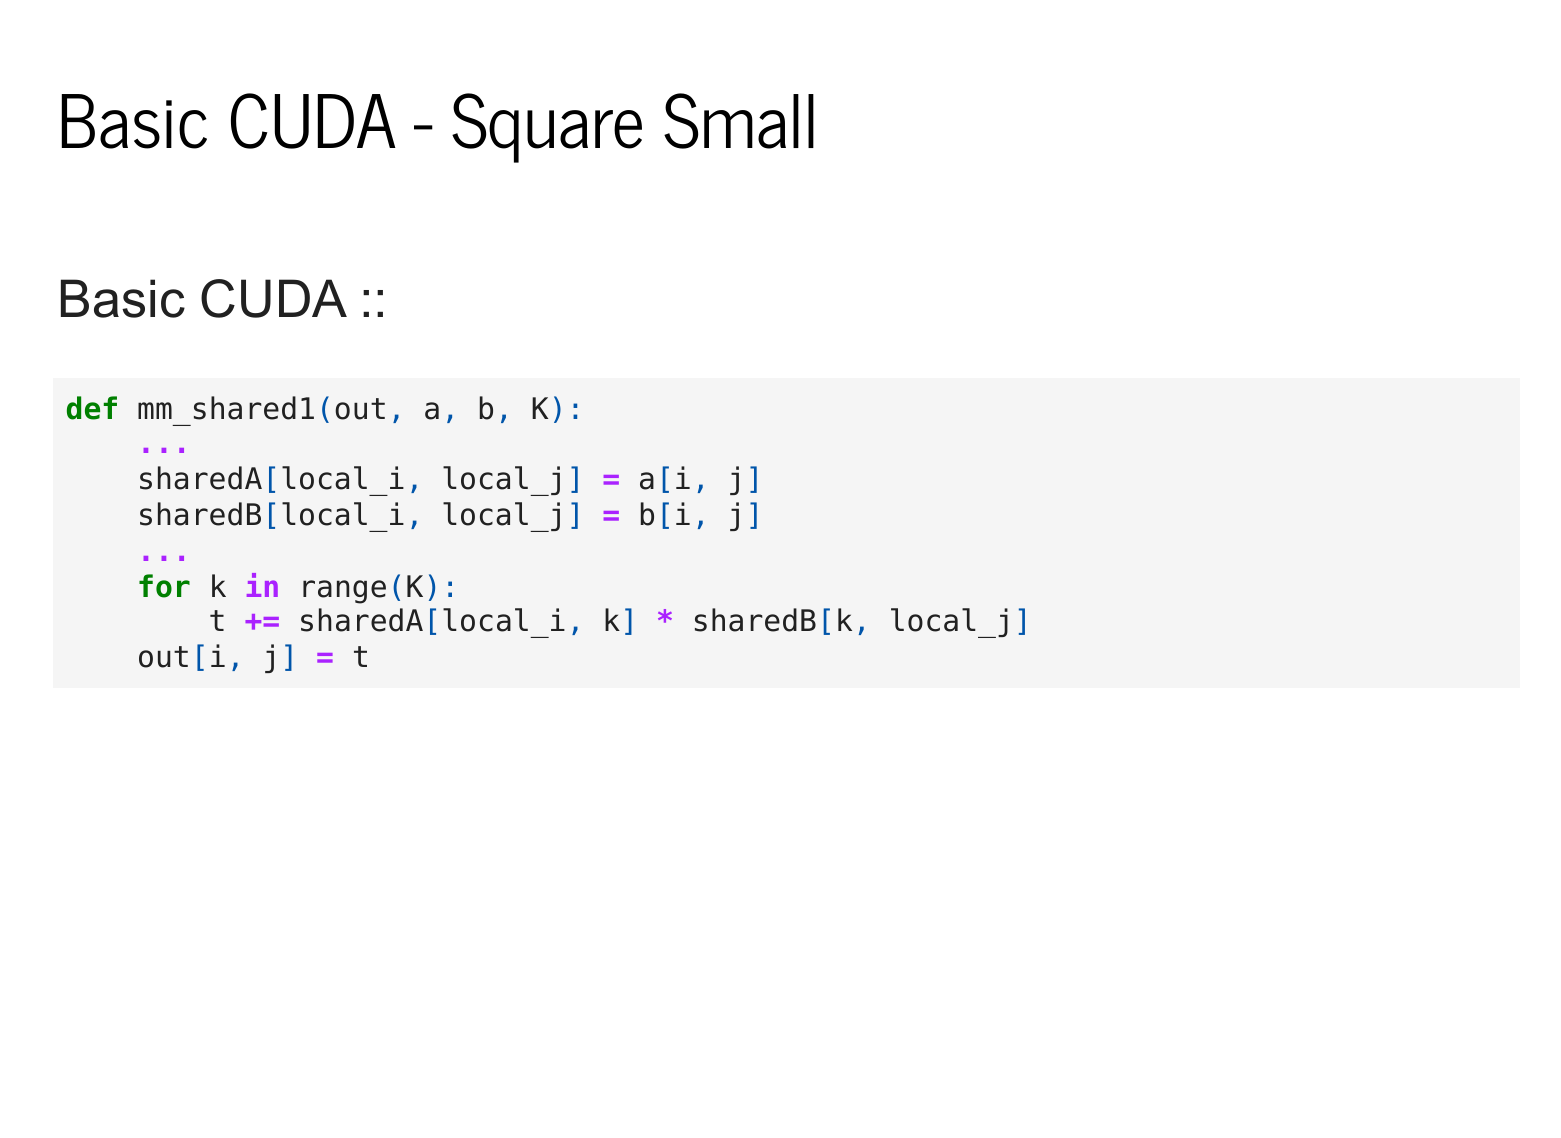 Basic CUDA - Square Small
Basic CUDA ::
def mm_shared1(out, a, b, K):
    ...
    sharedA[local_i, local_j] = a[i, j]
    sharedB[local_i, local_j] = b[i, j]
    ...
    for k in range(K):
        t += sharedA[local_i, k] * sharedB[k, local_j]
    out[i, j] = t